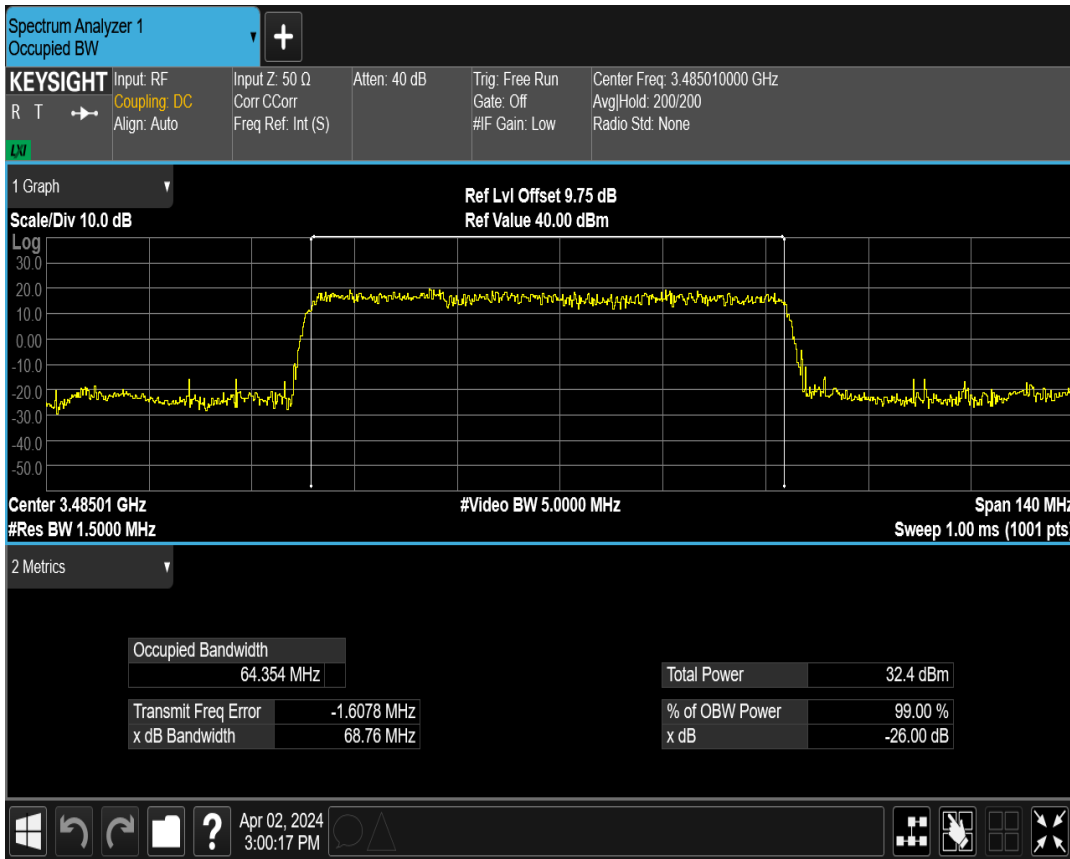 Spectrum Analyzer 1
Occupied BW
KEYSIGHT
R T
LXI
Input: RF
Coupling: DC
Align: Auto
Input Z: 50 Ω
Corr CCorr
Freq Ref: Int (S)
Atten: 40 dB
Trig: Free Run
Gate: Off
#IF Gain: Low
Center Freq: 3.485010000 GHz
Avg|Hold: 200/200
Radio Std: None
1 Graph
Scale/Div 10.0 dB
Ref Lvl Offset 9.75 dB
Ref Value 40.00 dBm
Log
30.0
20.0
10.0
0.00
-10.0
-20.0
-30.0
-40.0
-50.0
Center 3.48501 GHz
#Res BW 1.5000 MHz
#Video BW 5.0000 MHz
Span 140 MHz
Sweep 1.00 ms (1001 pts)
2 Metrics
Occupied Bandwidth
64.354 MHz
Transmit Freq Error -1.6078 MHz
x dB Bandwidth 68.76 MHz
Total Power 32.4 dBm
% of OBW Power 99.00 %
x dB -26.00 dB
?
Apr 02, 2024
3:00:17 PM